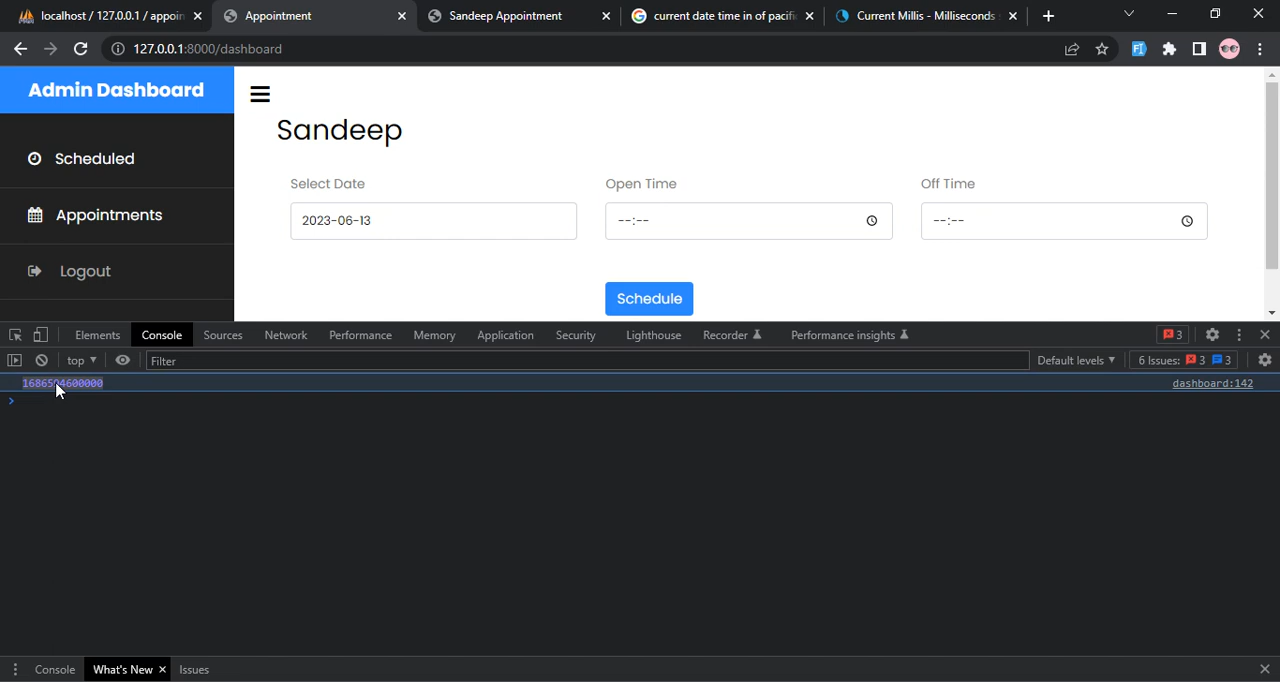 localhost / 127.0.0.1 / appoin
Appointment
Sandeep Appointment
current date time in of pacific
Current Millis - Milliseconds
127.0.0.1:8000/dashboard
Admin Dashboard
Sandeep
Scheduled
Appointments
Logout
Select Date
Open Time
Off Time
2023-06-13
--:--
--:--
Schedule
Elements
Console
Sources
Network
Performance
Memory
Application
Security
Lighthouse
Recorder
Performance insights
3
top
Filter
Default levels
6 Issues:
3
3
1686594600000
dashboard:142
Console
What's New
Issues